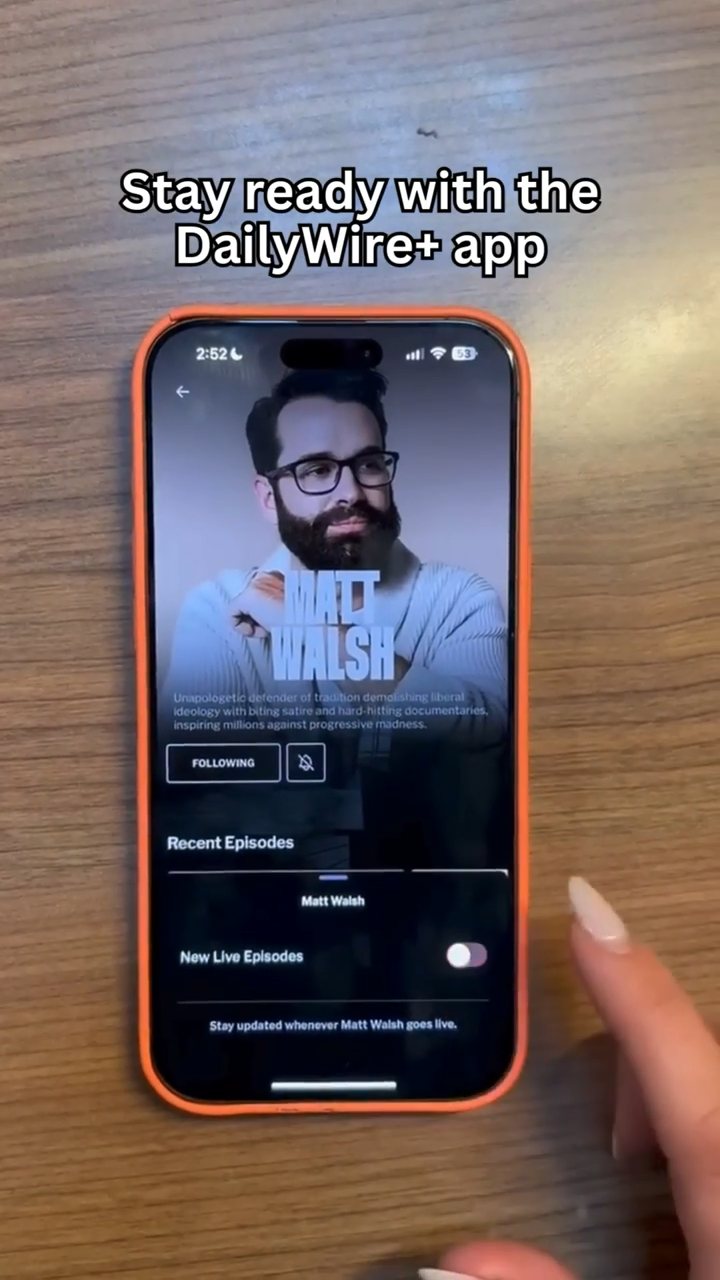 Stay ready with the
DailyWire+ app
2:52
53
MATT
WALSH
Unapologetic defender of tradition demolishing liberal
ideology with biting satire and hard-hitting documentaries,
inspiring millions against progressive madness.
FOLLOWING
Recent Episodes
Matt Walsh
New Live Episodes
Stay updated whenever Matt Walsh goes live.